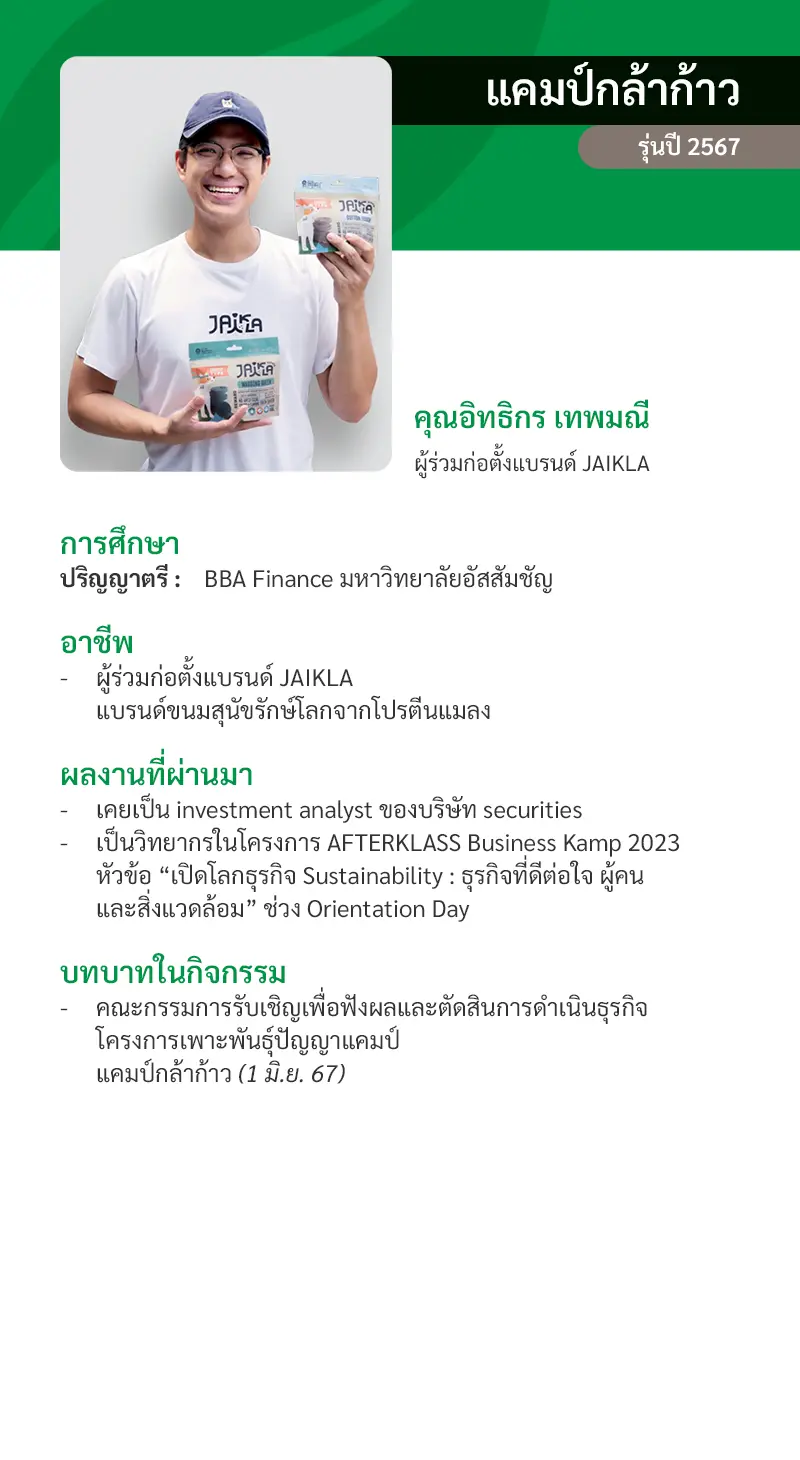 แคมป์กล้าก้าว
รุ่นปี 2567
JAIKLA
JAIKLA
JAIKLA
คุณอิทธิกร เทพมณี
ผู้ร่วมก่อตั้งแบรนด์ JAIKLA
การศึกษา
ปริญญาตรี : BBA Finance มหาวิทยาลัยอัสสัมชัญ
อาชีพ
- ผู้ร่วมก่อตั้งแบรนด์ JAIKLA
แบรนด์ขนมสุนัขรักษ์โลกจากโปรตีนแมลง
ผลงานที่ผ่านมา
- เคยเป็น investment analyst ของบริษัท securities
- เป็นวิทยากรในโครงการ AFTERKLASS Business Kamp 2023
หัวข้อ “เปิดโลกธุรกิจ Sustainability : ธุรกิจที่ดีต่อใจ ผู้คน
และสิ่งแวดล้อม” ช่วง Orientation Day
บทบาทในกิจกรรม
- คณะกรรมการรับเชิญเพื่อฟังผลและตัดสินการดำเนินธุรกิจ
โครงการเพาะพันธุ์ปัญญาแคมป์
แคมป์กล้าก้าว (1 มิ.ย. 67)